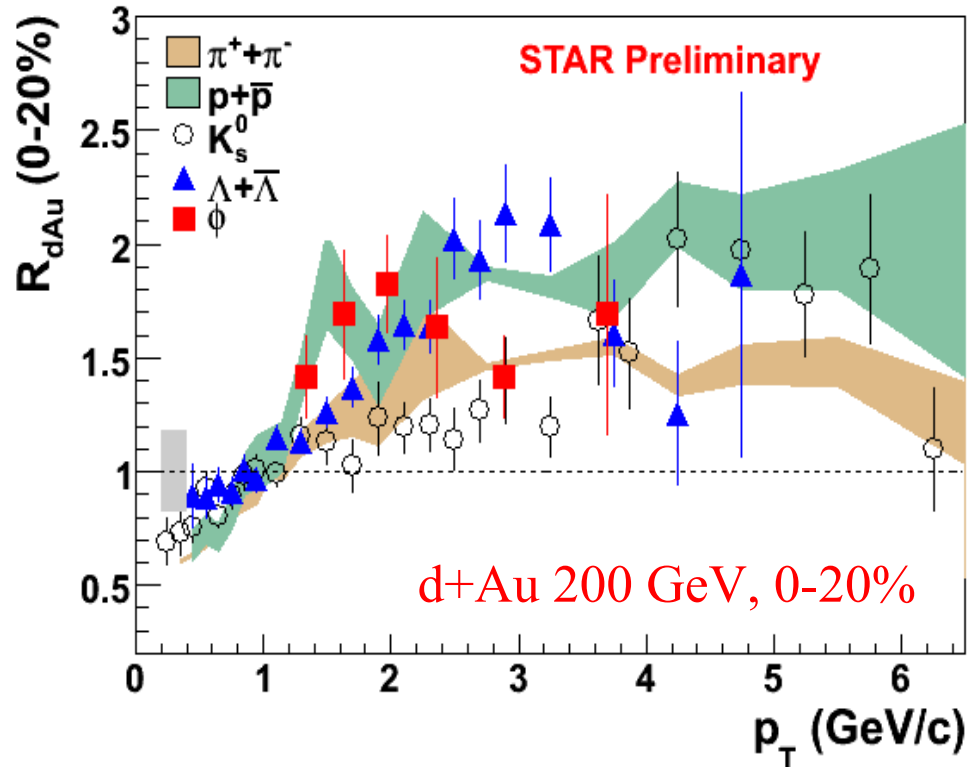 R_dAu (0-20%)
3
2.5
2
1.5
1
0.5
π⁺+π⁻
p+p̅
K⁰_s
Λ+Λ̅
ϕ
STAR Preliminary
d+Au 200 GeV, 0-20%
0 1 2 3 4 5 6
p_T (GeV/c)